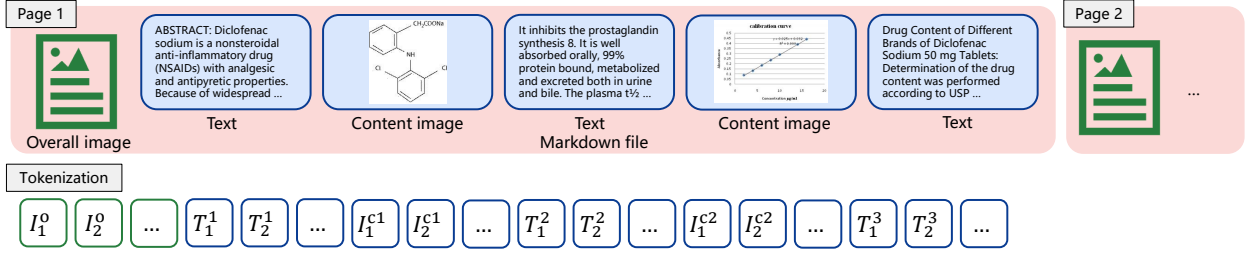 Page 1
Overall image
ABSTRACT: Diclofenac
sodium is a nonsteroidal
anti-inflammatory drug
(NSAIDs) with analgesic
and antipyretic properties.
Because of widespread ...
Text
CH₂COONa
NH
Cl
Cl
Content image
It inhibits the prostaglandin
synthesis 8. It is well
absorbed orally, 99%
protein bound, metabolized
and excreted both in urine
and bile. The plasma t½ ...
Text
calibration curve
Absorbance
Concentration µg/ml
Content image
Drug Content of Different
Brands of Diclofenac
Sodium 50 mg Tablets:
Determination of the drug
content was performed
according to USP ...
Text
Markdown file
Page 2
...
Tokenization
I₁ᵒ I₂ᵒ ... T₁¹ T₂¹ ... I₁ᶜ¹ I₂ᶜ¹ ... T₁² T₂² ... I₁ᶜ² I₂ᶜ² ... T₁³ T₂³ ...